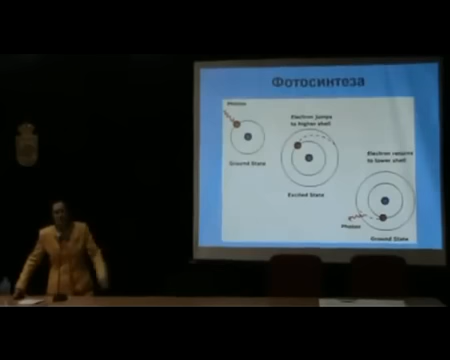 Фотосинтеза
Photon
Ground State
Electron jumps
to higher shell
Excited State
Electron returns
to lower shell
Photon
Ground State